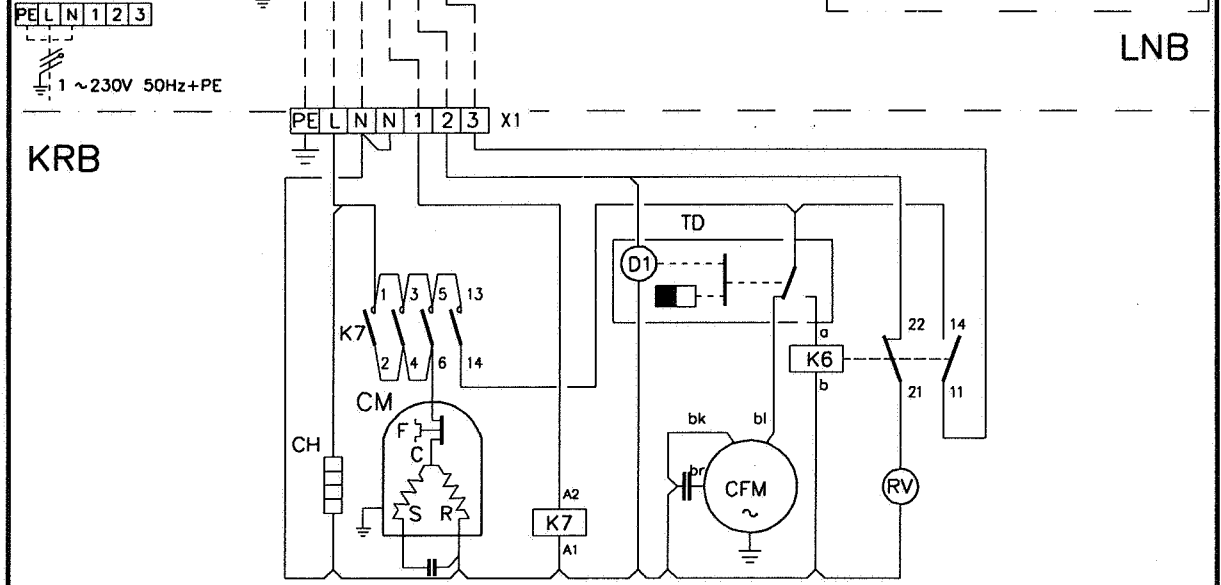 PE L N 1 2 3
LNB
1 ~230V 50Hz+PE
PE L N N 1 2 3 X1
KRB
TD
D1
1 3 5 13
K7
22 14
a
K6
2 4 6 14
b
21 11
CM
bk bl
F
CH
C
br
CFM
~
RV
S R
A2
K7
A1